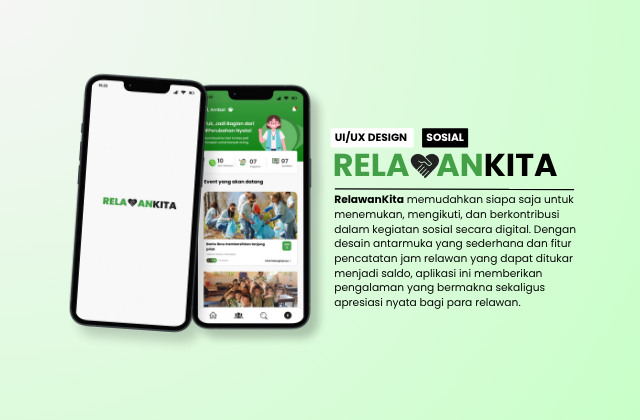 RELAWANKITA
10
07
07
Event yang akan datang
UI/UX DESIGN
SOSIAL
RELAWANKITA
RelawanKita memudahkan siapa saja untuk
menemukan, mengikuti, dan berkontribusi
dalam kegiatan sosial secara digital. Dengan
desain antarmuka yang sederhana dan fitur
pencatatan jam relawan yang dapat ditukar
menjadi saldo, aplikasi ini memberikan
pengalaman yang bermakna sekaligus
apresiasi nyata bagi para relawan.